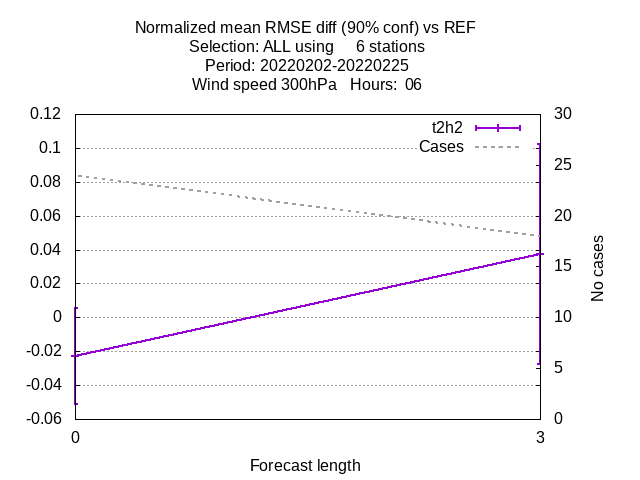 Normalized mean RMSE diff (90% conf) vs REF
Selection: ALL using     6 stations
Period: 20220202-20220225
Wind speed 300hPa   Hours:  06
t2h2
Cases
0.12
0.1
0.08
0.06
0.04
0.02
0
-0.02
-0.04
-0.06
30
25
20
15
10
5
0
No cases
0
3
Forecast length